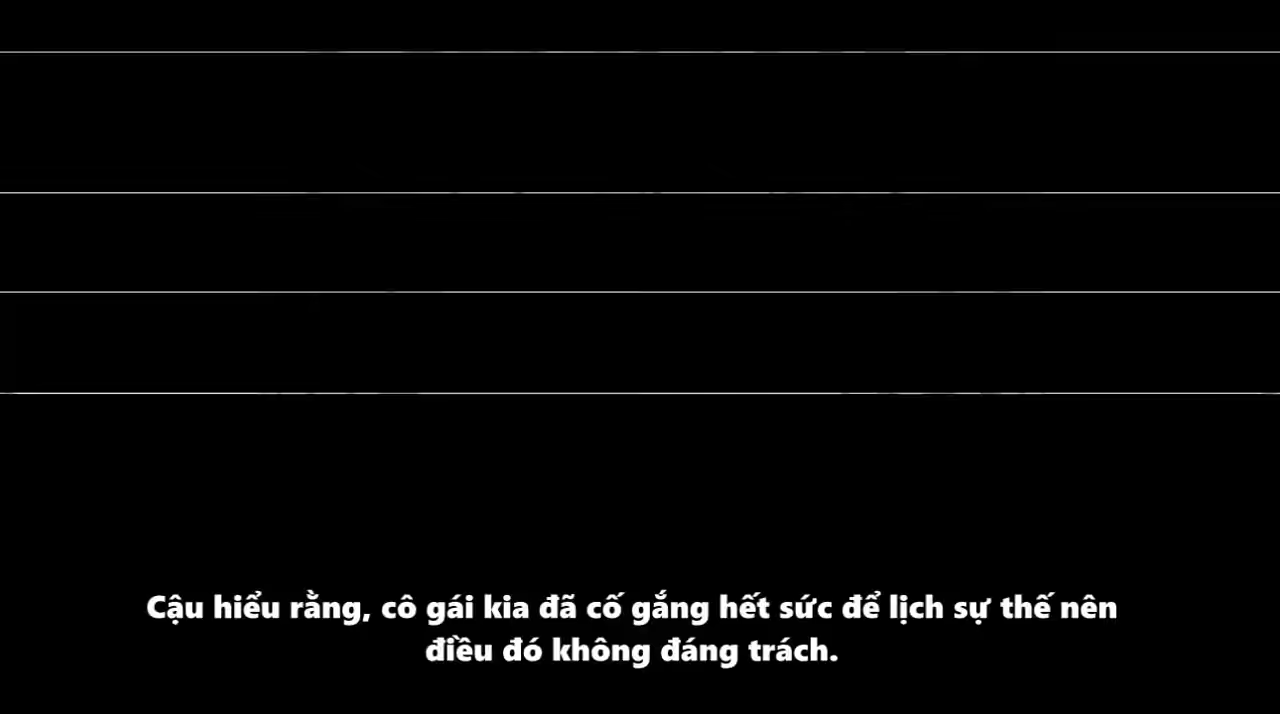 Cậu hiểu rằng, cô gái kia đã cố gắng hết sức để lịch sự thế nên
điều đó không đáng trách.